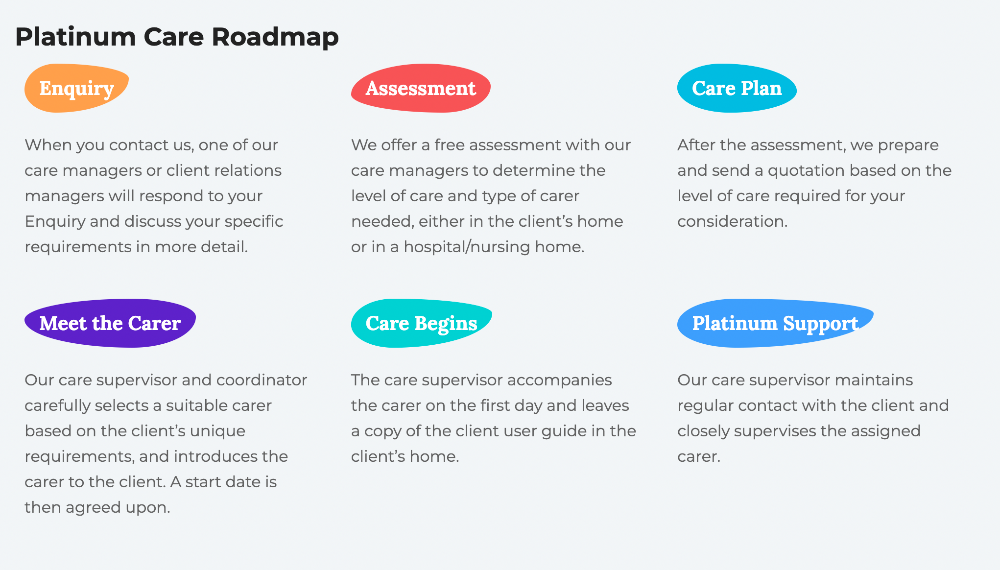 Platinum Care Roadmap
Enquiry
When you contact us, one of our
care managers or client relations
managers will respond to your
Enquiry and discuss your specific
requirements in more detail.
Assessment
We offer a free assessment with our
care managers to determine the
level of care and type of carer
needed, either in the client’s home
or in a hospital/nursing home.
Care Plan
After the assessment, we prepare
and send a quotation based on the
level of care required for your
consideration.
Meet the Carer
Our care supervisor and coordinator
carefully selects a suitable carer
based on the client’s unique
requirements, and introduces the
carer to the client. A start date is
then agreed upon.
Care Begins
The care supervisor accompanies
the carer on the first day and leaves
a copy of the client user guide in the
client’s home.
Platinum Support
Our care supervisor maintains
regular contact with the client and
closely supervises the assigned
carer.